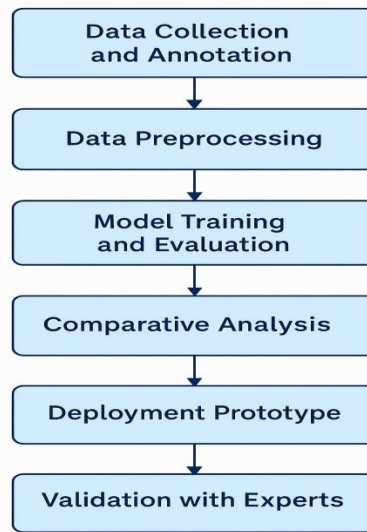 Data Collection
and Annotation
Data Preprocessing
Model Training
and Evaluation
Comparative Analysis
Deployment Prototype
Validation with Experts